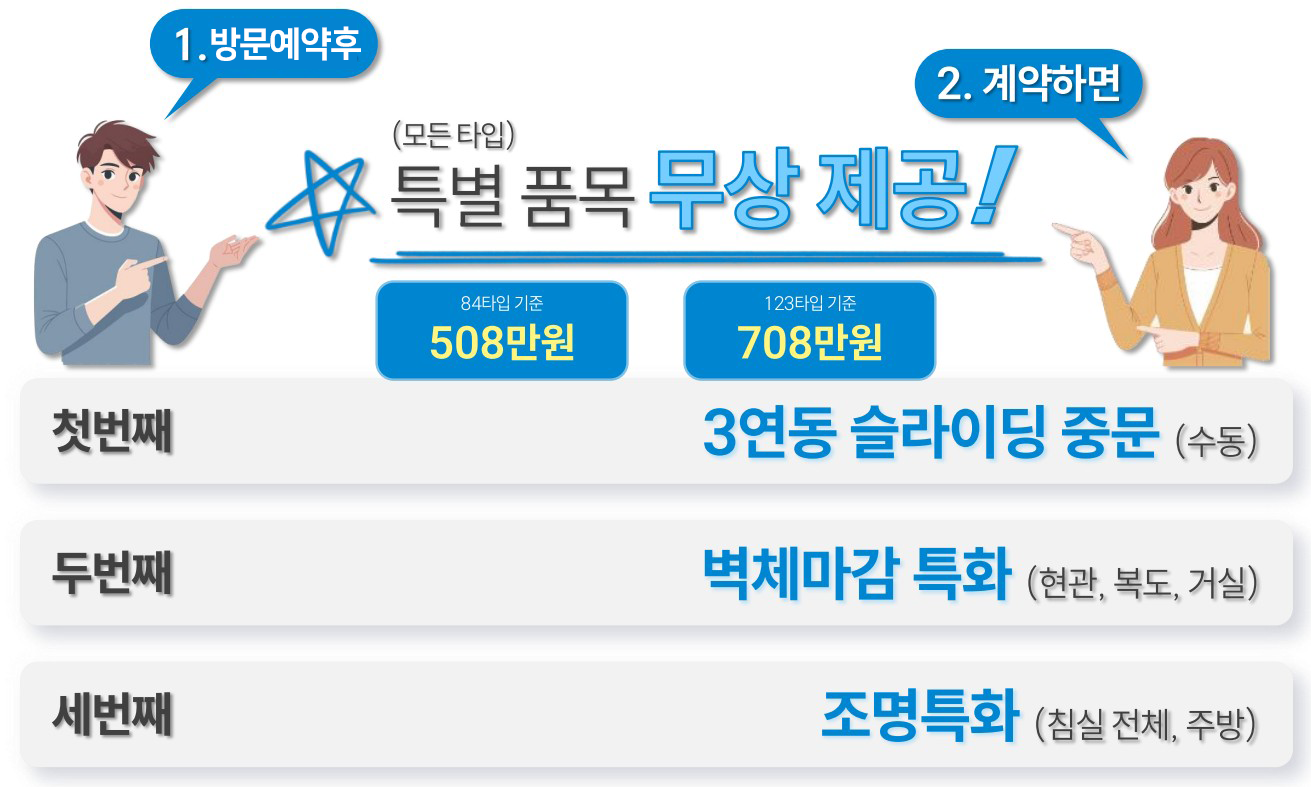 1. 방문예약후
2. 계약하면
(모든 타입)
특별 품목 무상 제공!
84타입 기준
508만원
123타입 기준
708만원
첫번째
3연동 슬라이딩 중문 (수동)
두번째
벽체마감 특화 (현관, 복도, 거실)
세번째
조명특화 (침실 전체, 주방)